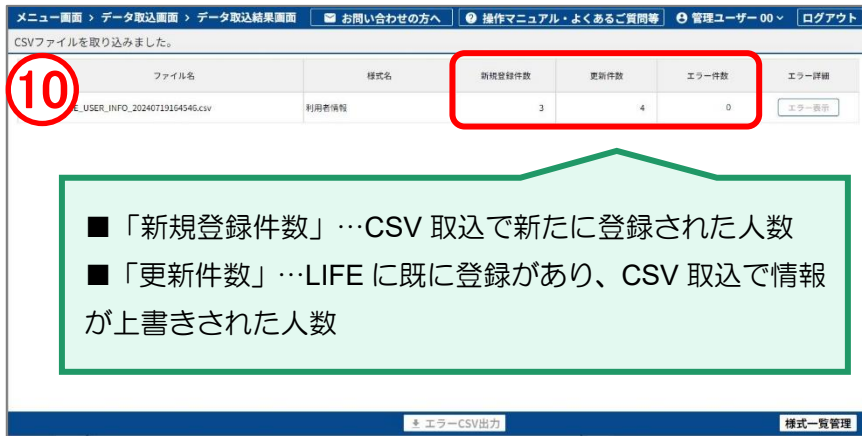 メニュー画面 › データ取込画面 › データ取込結果画面 お問い合わせの方へ 操作マニュアル・よくあるご質問等 管理ユーザー 00 ログアウト
CSVファイルを取り込みました。
⑩
ファイル名 様式名 新規登録件数 更新件数 エラー件数 エラー詳細
E_USER_INFO_20240719164546.csv 利用者情報 3 4 0 エラー表示
■「新規登録件数」…CSV 取込で新たに登録された人数
■「更新件数」…LIFE に既に登録があり、CSV 取込で情報
が上書きされた人数
エラーCSV出力 様式一覧管理